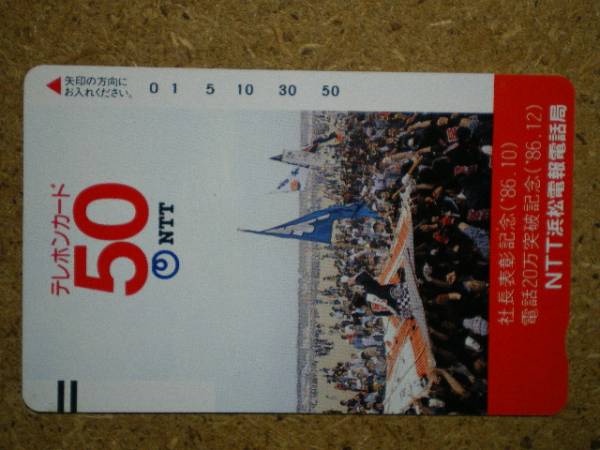 矢印の方向に
お入れください。
0 1 5 10 30 50
テレホンカード
50
NTT
社長表彰記念('86.10)
電話20万突破記念('86.12)
NTT浜松電報電話局